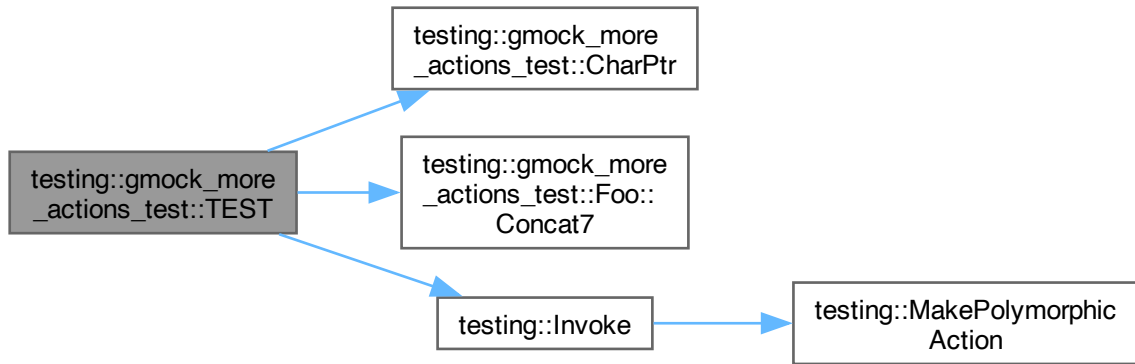 testing::gmock_more
_actions_test::TEST
testing::gmock_more
_actions_test::CharPtr
testing::gmock_more
_actions_test::Foo::
Concat7
testing::Invoke
testing::MakePolymorphic
Action